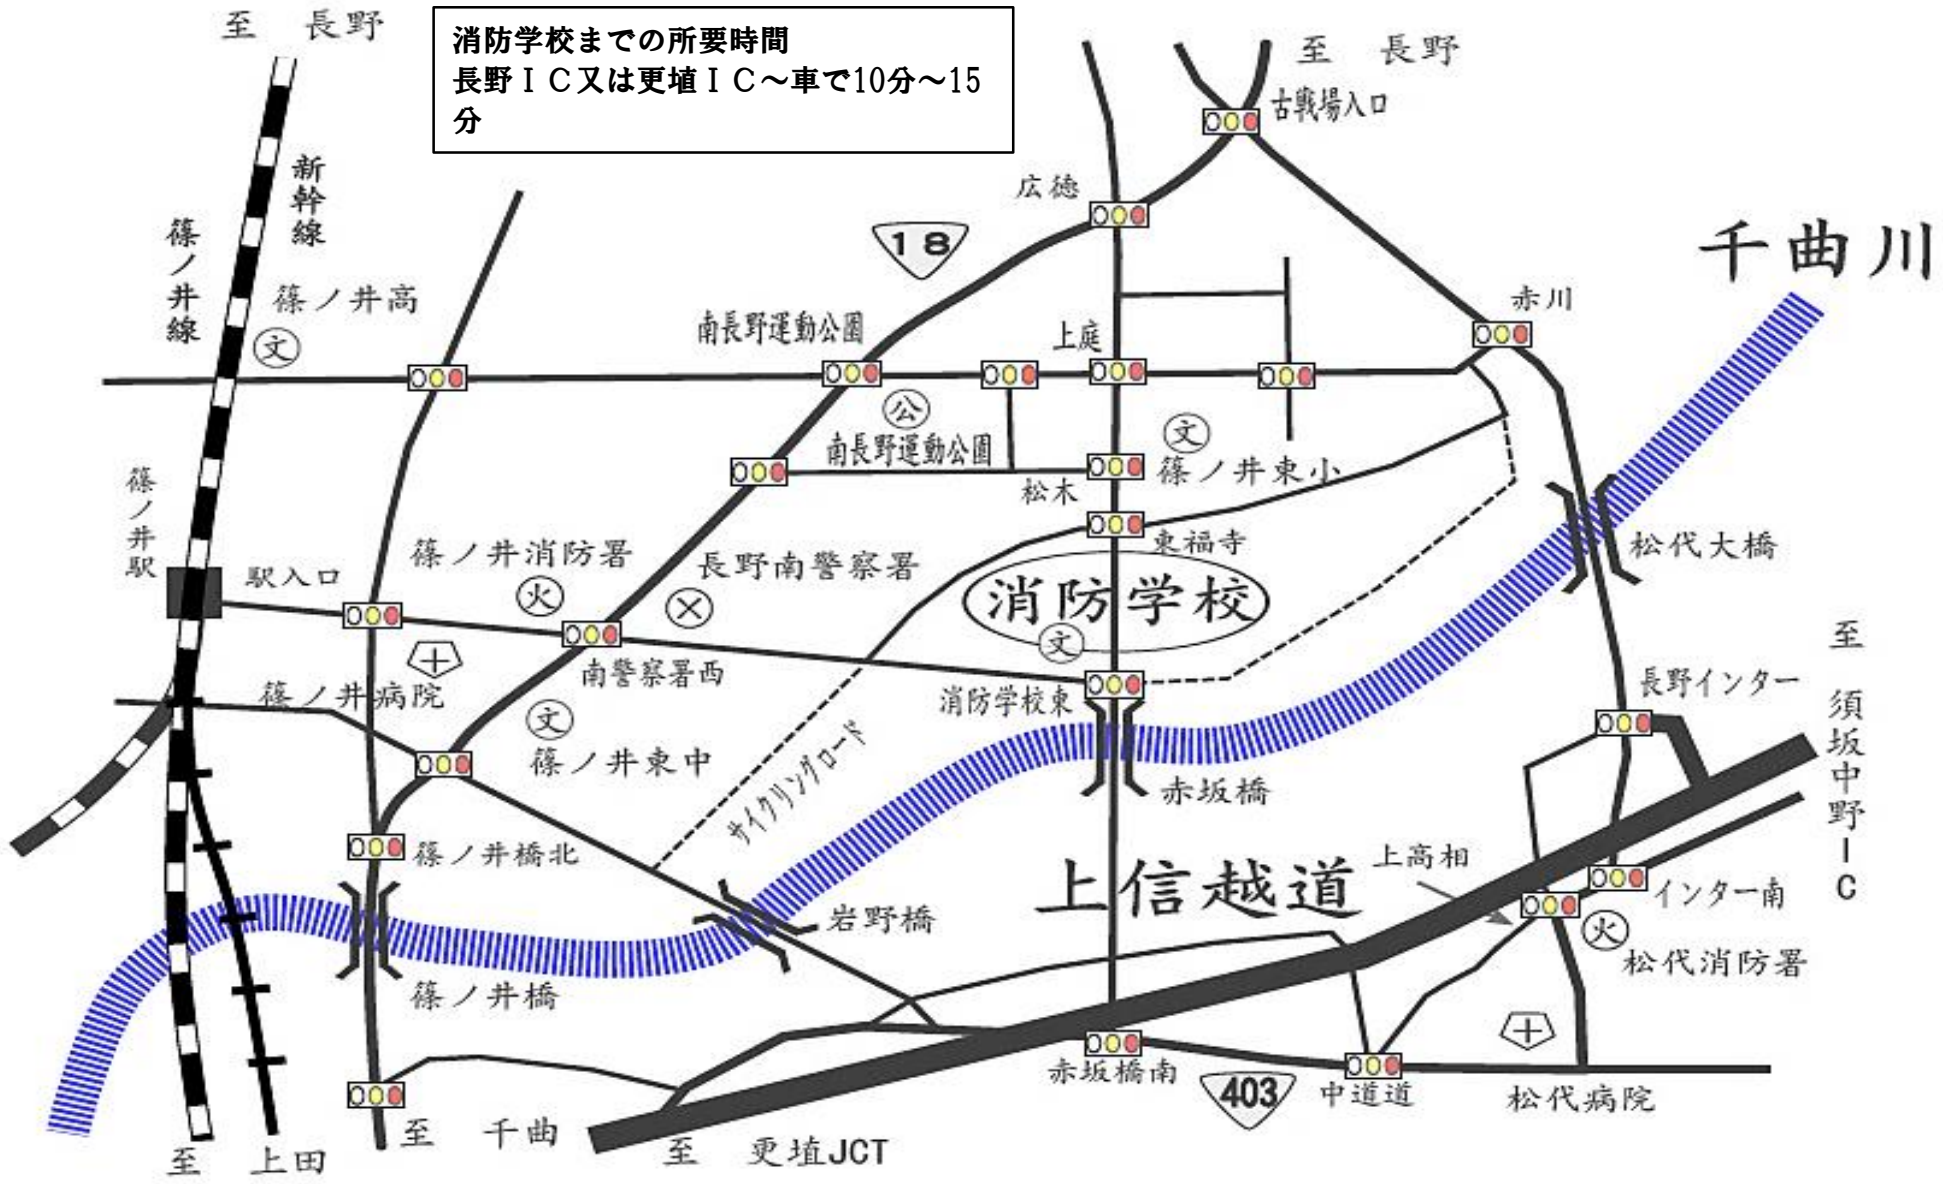 至 長野
消防学校までの所要時間
長野ＩＣ又は更埴ＩＣ～車で10分～15
分
至 長野
古戦場入口
新幹線
篠ノ井線
広徳
18
千曲川
篠ノ井高
文
南長野運動公園
上庭
赤川
公
南長野運動公園
文
篠ノ井東小
松木
篠ノ井駅
駅入口
篠ノ井消防署
火
長野南警察署
東福寺
松代大橋
消防学校
文
南警察署西
篠ノ井病院
消防学校東
長野インター
至 須坂中野IC
文
篠ノ井東中
サイクリングロード
赤坂橋
篠ノ井橋北
上信越道
上高相
インター南
岩野橋
火
松代消防署
篠ノ井橋
赤坂橋南
403
中道道
松代病院
至 千曲
至 上田
至 更埴JCT